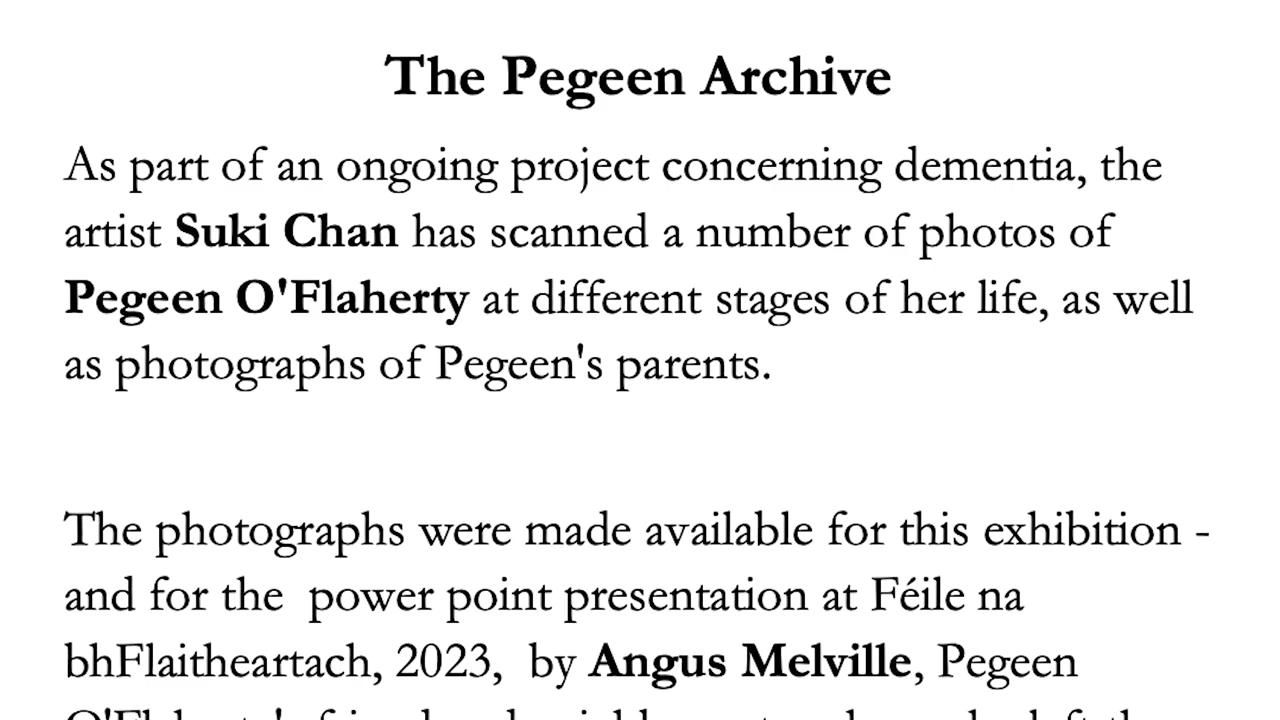 The Pegeen Archive
As part of an ongoing project concerning dementia, the
artist Suki Chan has scanned a number of photos of
Pegeen O'Flaherty at different stages of her life, as well
as photographs of Pegeen's parents.
The photographs were made available for this exhibition -
and for the  power point presentation at Féile na
bhFlaitheartach, 2023,  by Angus Melville, Pegeen